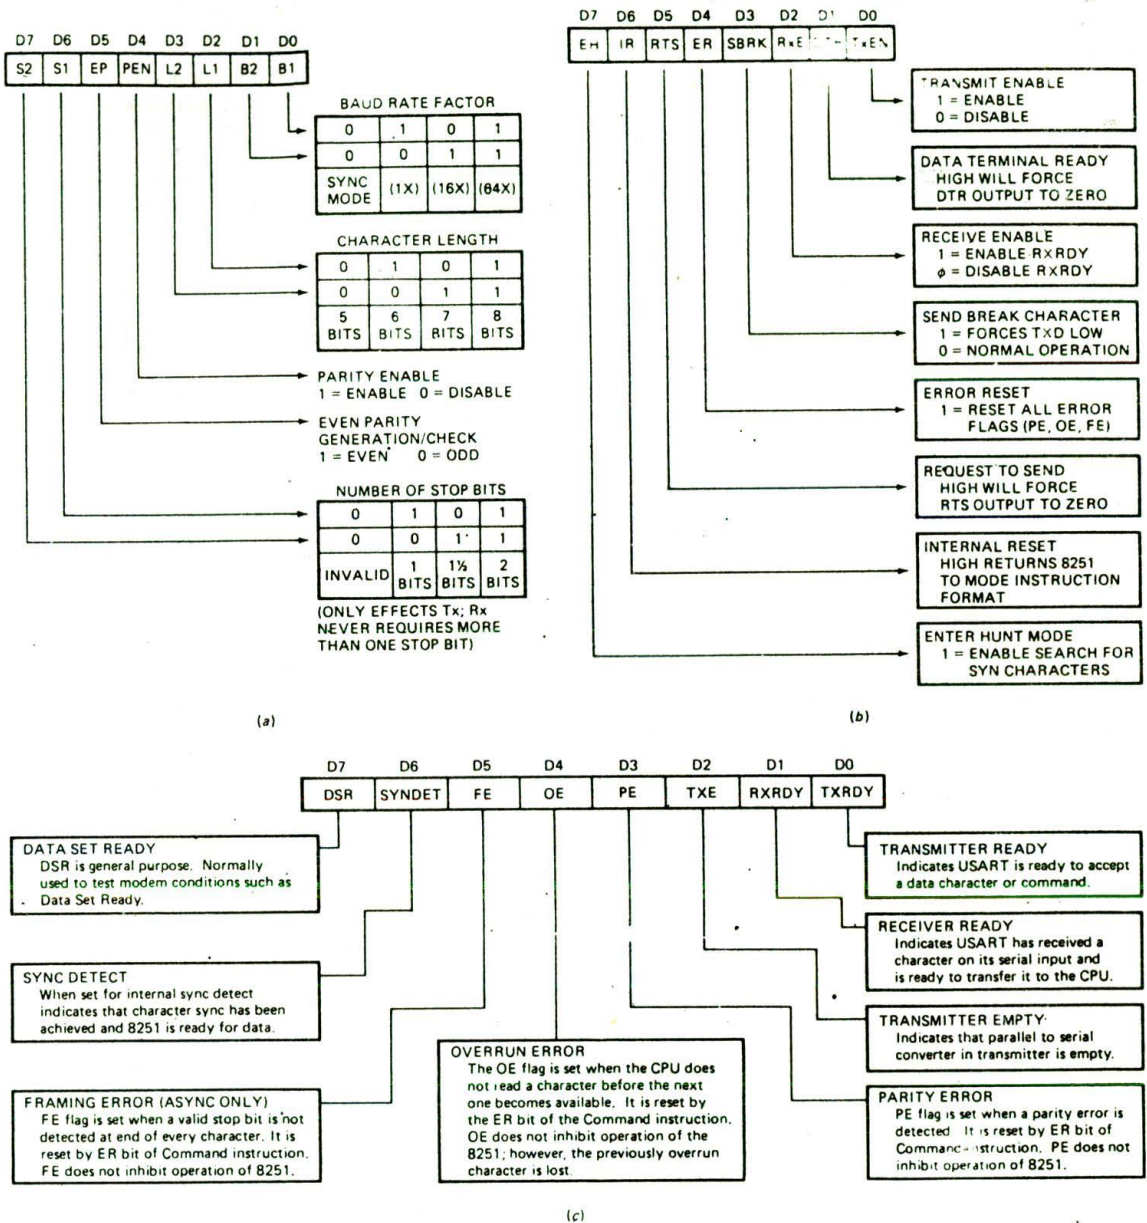 D7 D6 D5 D4 D3 D2 D1 D0
S2 S1 EP PEN L2 L1 B2 B1
BAUD RATE FACTOR
0 1 0 1
0 0 1 1
SYNC MODE (1X) (16X) (64X)
CHARACTER LENGTH
0 1 0 1
0 0 1 1
5 BITS 6 BITS 7 BITS 8 BITS
PARITY ENABLE
1 = ENABLE 0 = DISABLE
EVEN PARITY
GENERATION/CHECK
1 = EVEN 0 = ODD
NUMBER OF STOP BITS
0 1 0 1
0 0 1 1
INVALID 1 BITS 1½ BITS 2 BITS
(ONLY EFFECTS Tx; Rx
NEVER REQUIRES MORE
THAN ONE STOP BIT)
(a)
D7 D6 D5 D4 D3 D2 D1 D0
EH IR RTS ER SBRK RxE DTR TxEN
TRANSMIT ENABLE
1 = ENABLE
0 = DISABLE
DATA TERMINAL READY
HIGH WILL FORCE
DTR OUTPUT TO ZERO
RECEIVE ENABLE
1 = ENABLE RXRDY
φ = DISABLE RXRDY
SEND BREAK CHARACTER
1 = FORCES TXD LOW
0 = NORMAL OPERATION
ERROR RESET
1 = RESET ALL ERROR
FLAGS (PE, OE, FE)
REQUEST TO SEND
HIGH WILL FORCE
RTS OUTPUT TO ZERO
INTERNAL RESET
HIGH RETURNS 8251
TO MODE INSTRUCTION
FORMAT
ENTER HUNT MODE
1 = ENABLE SEARCH FOR
SYN CHARACTERS
(b)
D7 D6 D5 D4 D3 D2 D1 D0
DSR SYNDET FE OE PE TXE RXRDY TXRDY
DATA SET READY
DSR is general purpose. Normally
used to test modem conditions such as
Data Set Ready.
SYNC DETECT
When set for internal sync detect
indicates that character sync has been
achieved and 8251 is ready for data.
FRAMING ERROR (ASYNC ONLY)
FE flag is set when a valid stop bit is not
detected at end of every character. It is
reset by ER bit of Command instruction.
FE does not inhibit operation of 8251.
OVERRUN ERROR
The OE flag is set when the CPU does
not read a character before the next
one becomes available. It is reset by
the ER bit of the Command instruction.
OE does not inhibit operation of the
8251; however, the previously overrun
character is lost.
TRANSMITTER READY
Indicates USART is ready to accept
a data character or command.
RECEIVER READY
Indicates USART has received a
character on its serial input and
is ready to transfer it to the CPU.
TRANSMITTER EMPTY
Indicates that parallel to serial
converter in transmitter is empty.
PARITY ERROR
PE flag is set when a parity error is
detected It is reset by ER bit of
Command instruction. PE does not
inhibit operation of 8251.
(c)